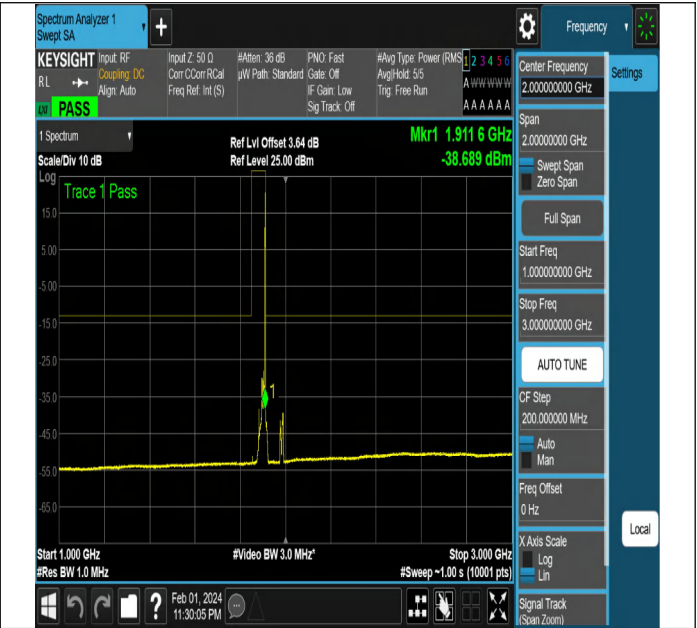 Spectrum Analyzer 1
Swept SA
+
Frequency
KEYSIGHT
RL
LXI
PASS
Input: RF
Coupling: DC
Align: Auto
Input Z: 50 Ω
Corr CCorr RCal
Freq Ref: Int (S)
#Atten: 36 dB
µW Path: Standard
PNO: Fast
Gate: Off
IF Gain: Low
Sig Track: Off
#Avg Type: Power (RMS
Avg|Hold: 5/5
Trig: Free Run
1 2 3 4 5 6
A W W W W W
A A A A A A
1 Spectrum
Scale/Div 10 dB
Log
Ref Lvl Offset 3.64 dB
Ref Level 25.00 dBm
Mkr1 1.911 6 GHz
-38.689 dBm
Trace 1 Pass
15.0
5.00
-5.00
-15.0
-25.0
-35.0
1
-45.0
-55.0
-65.0
Start 1.000 GHz
#Res BW 1.0 MHz
#Video BW 3.0 MHz*
Stop 3.000 GHz
#Sweep ~1.00 s (10001 pts)
?
Feb 01, 2024
11:30:05 PM
Center Frequency
2.000000000 GHz
Settings
Span
2.00000000 GHz
Swept Span
Zero Span
Full Span
Start Freq
1.000000000 GHz
Stop Freq
3.000000000 GHz
AUTO TUNE
CF Step
200.000000 MHz
Auto
Man
Freq Offset
0 Hz
Local
X Axis Scale
Log
Lin
Signal Track
(Span Zoom)